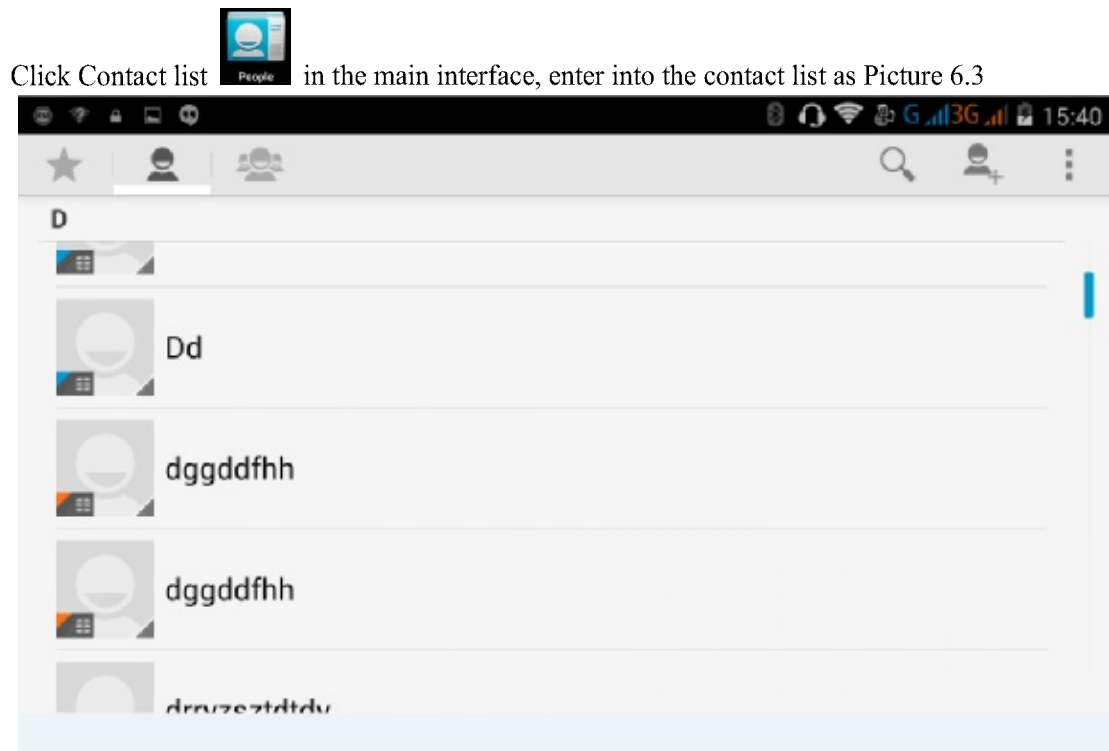 Click Contact list People in the main interface, enter into the contact list as Picture 6.3
G 3G 15:40
D
Dd
dggddfhh
dggddfhh